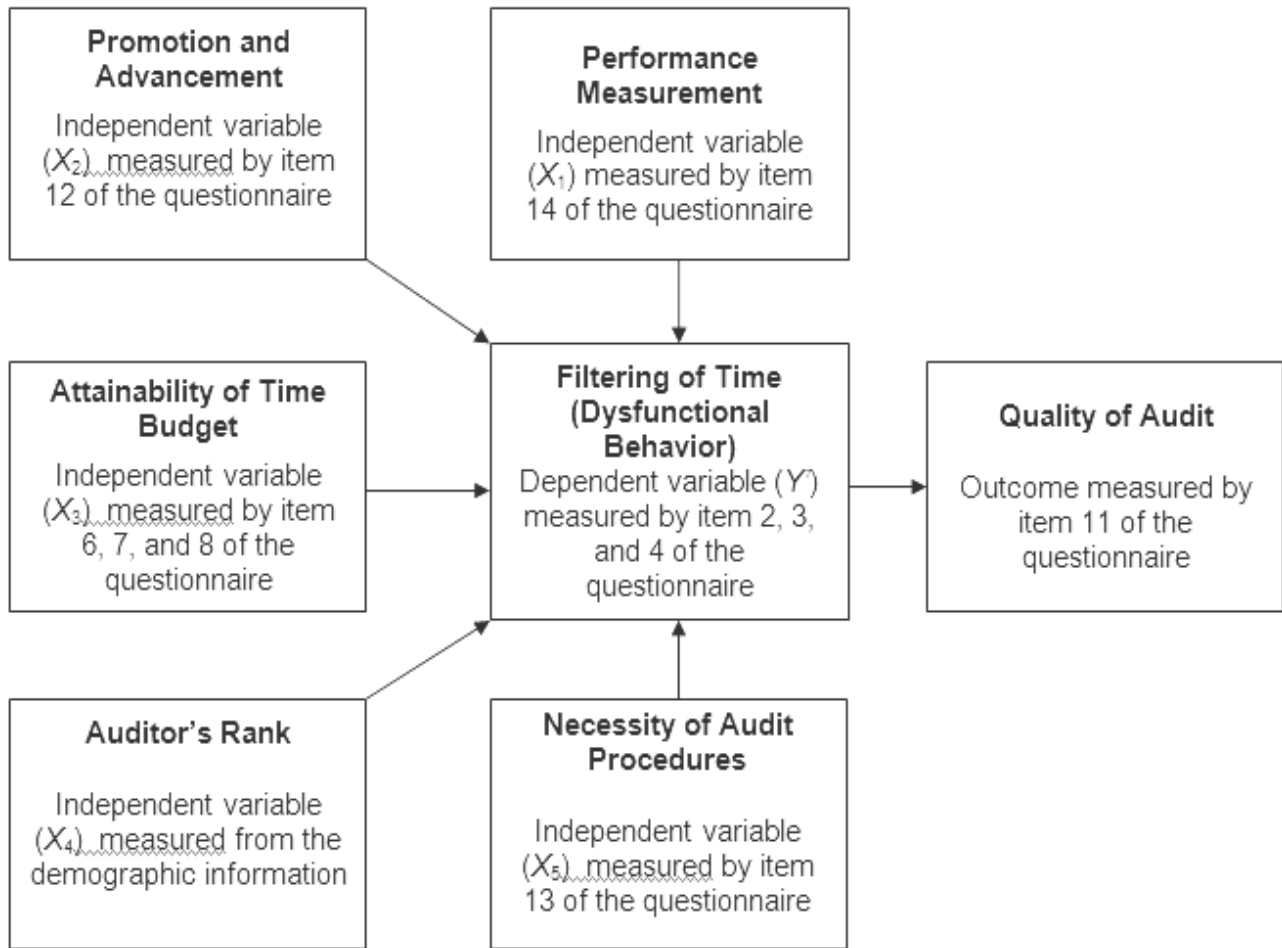 Promotion and
Advancement
Independent variable
(X₂) measured by item
12 of the questionnaire
Performance
Measurement
Independent variable
(X₁) measured by item
14 of the questionnaire
Attainability of Time
Budget
Independent variable
(X₃) measured by item
6, 7, and 8 of the
questionnaire
Filtering of Time
(Dysfunctional
Behavior)
Dependent variable (Y)
measured by item 2, 3,
and 4 of the
questionnaire
Quality of Audit
Outcome measured by
item 11 of the
questionnaire
Auditor’s Rank
Independent variable
(X₄) measured from the
demographic information
Necessity of Audit
Procedures
Independent variable
(X₅) measured by item
13 of the questionnaire